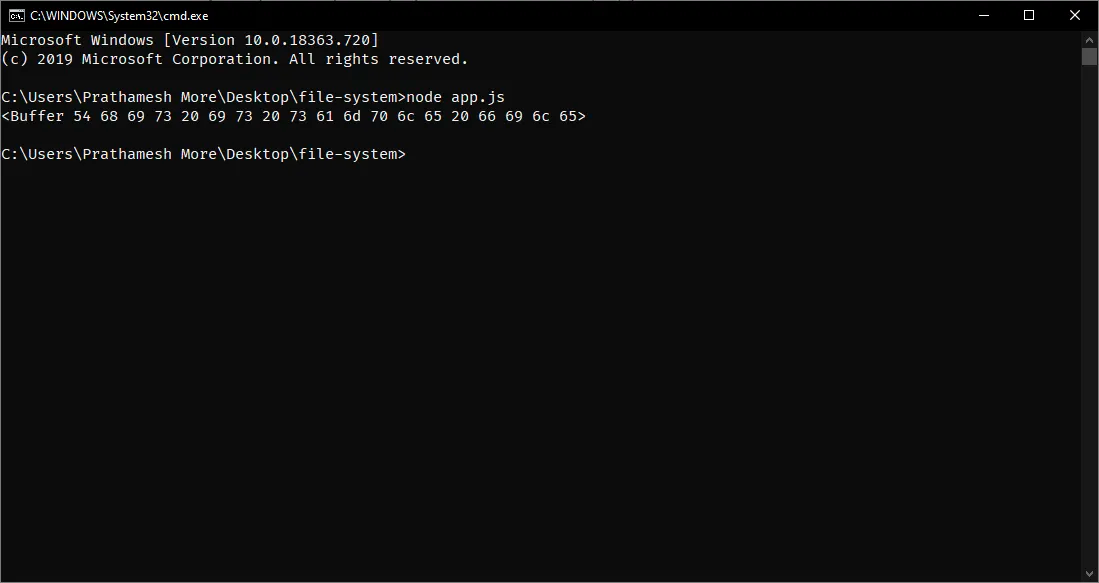 C:\WINDOWS\System32\cmd.exe
Microsoft Windows [Version 10.0.18363.720]
(c) 2019 Microsoft Corporation. All rights reserved.
C:\Users\Prathamesh More\Desktop\file-system>node app.js
<Buffer 54 68 69 73 20 69 73 20 73 61 6d 70 6c 65 20 66 69 6c 65>
C:\Users\Prathamesh More\Desktop\file-system>